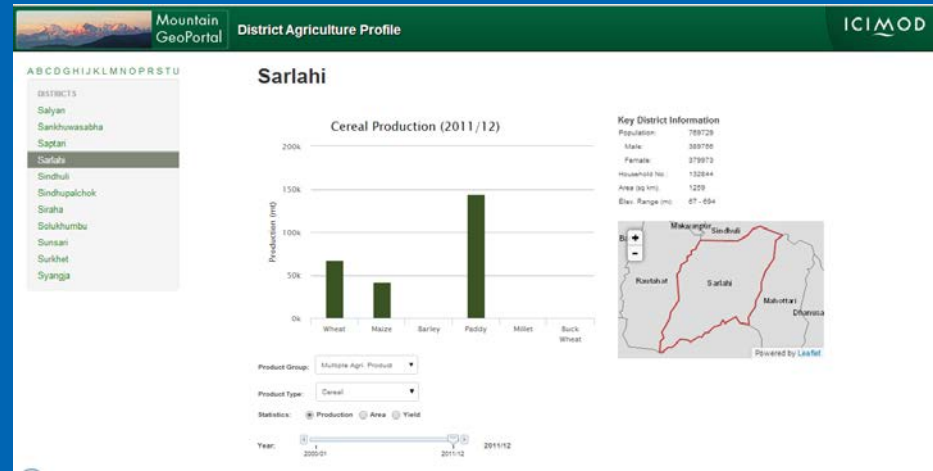 Mountain
GeoPortal
District Agriculture Profile
ICIMOD
A B C D G H I J K L M N O P R S T U
DISTRICTS
Salyan
Sankhuwasabha
Saptari
Sarlahi
Sindhuli
Sindhupalchok
Siraha
Solukhumbu
Sunsari
Surkhet
Syangja
Sarlahi
Cereal Production (2011/12)
Production (mt)
200k
150k
100k
50k
0k
Wheat Maize Barley Paddy Millet Buck
Wheat
Product Group: Multiple Agri. Product
Product Type: Cereal
Statistics: Production Area Yield
Year: 2000/01 2011/12 2011/12
Key District Information
Population: 769729
Male: 389756
Female: 379973
Household No.: 132844
Area (sq km): 1259
Elev. Range (m): 67 - 694
+
-
Makwanpur Sindhuli
Rautahat Sarlahi
Mahottari
Dhanusa
Powered by Leaflet